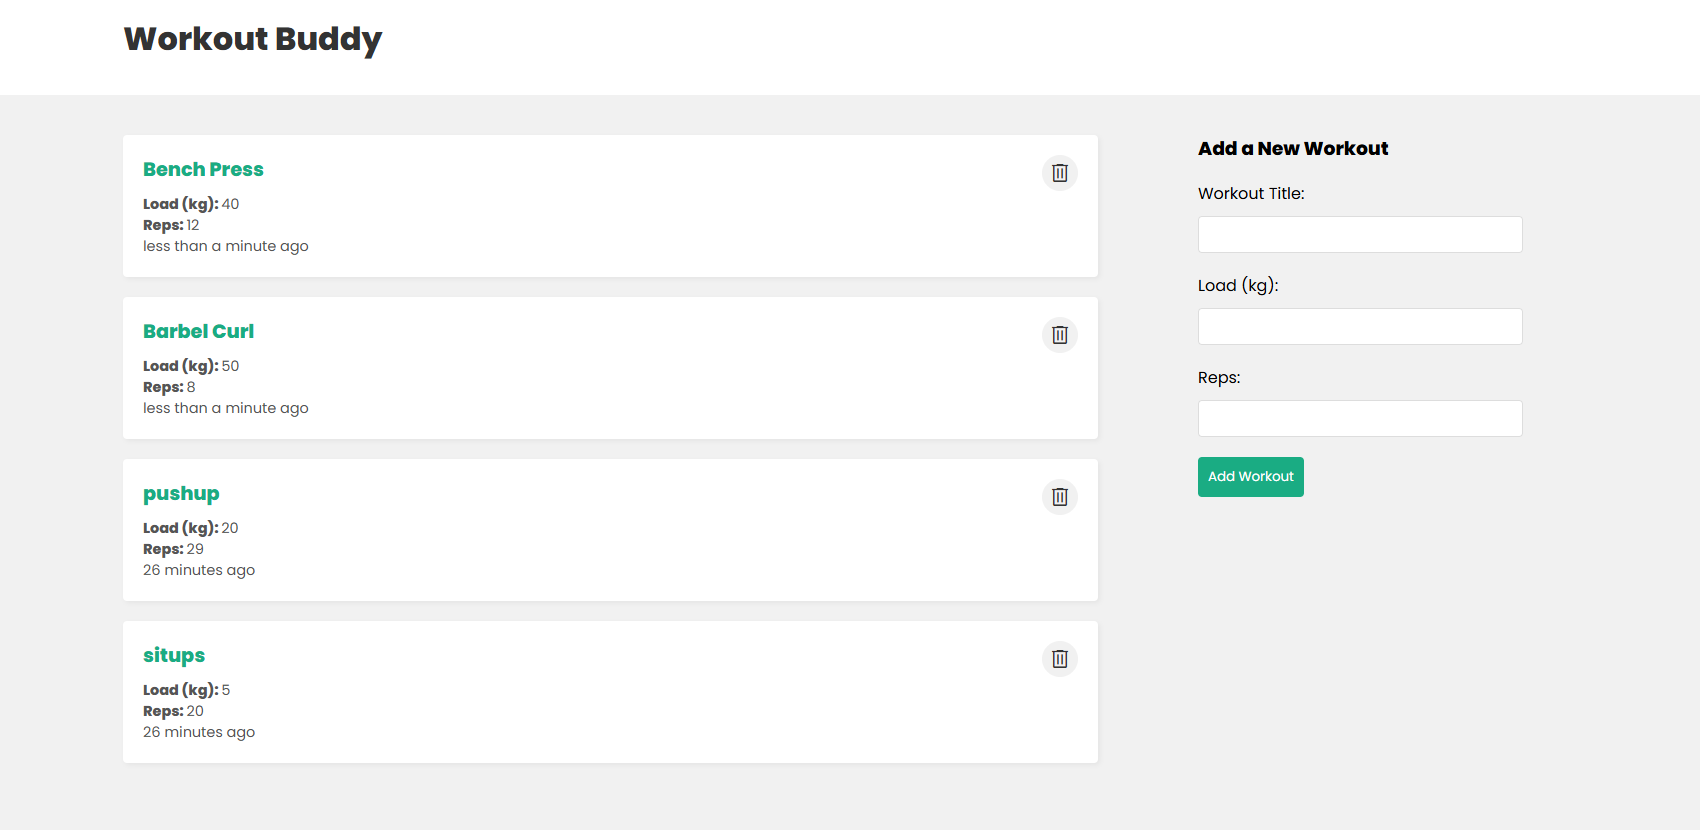 Workout Buddy
Bench Press
Load (kg): 40
Reps: 12
less than a minute ago
Barbel Curl
Load (kg): 50
Reps: 8
less than a minute ago
pushup
Load (kg): 20
Reps: 29
26 minutes ago
situps
Load (kg): 5
Reps: 20
26 minutes ago
Add a New Workout
Workout Title:
Load (kg):
Reps:
Add Workout